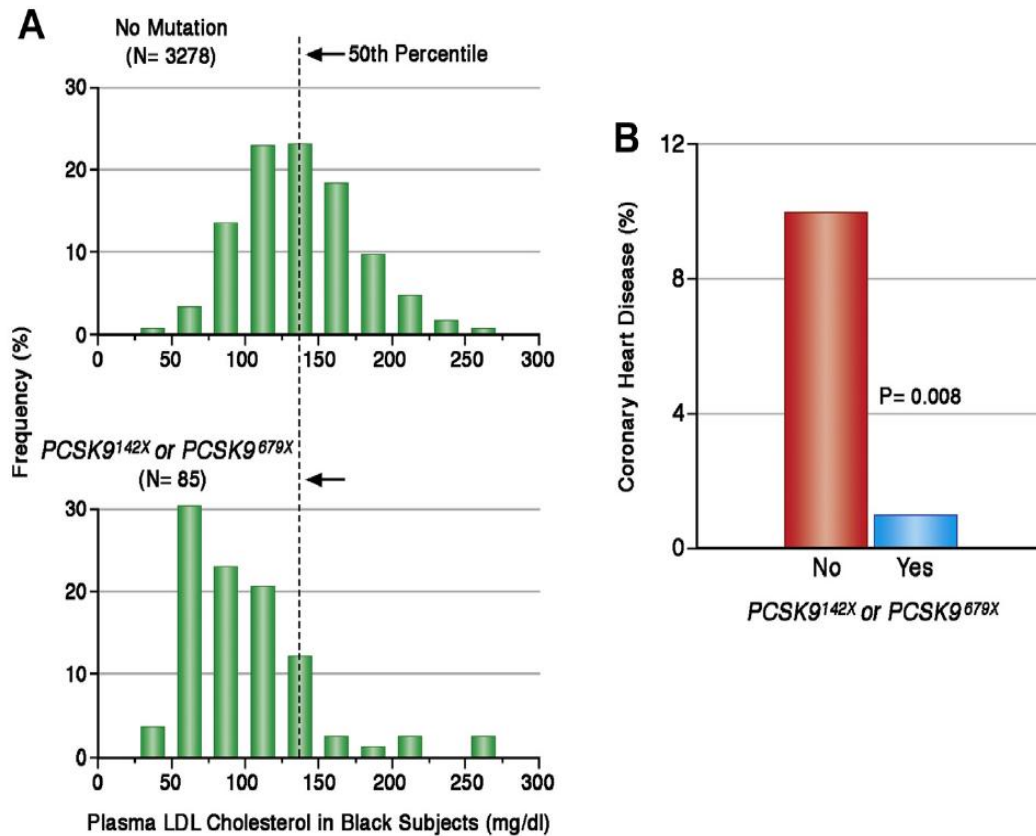 A
No Mutation
(N= 3278)
50th Percentile
30
20
10
0
0 50 100 150 200 250 300
Frequency (%)
PCSK9142X or PCSK9679X
(N= 85)
30
20
10
0
0 50 100 150 200 250 300
Plasma LDL Cholesterol in Black Subjects (mg/dl)
B
12
8
4
0
Coronary Heart Disease (%)
P= 0.008
No Yes
PCSK9142X or PCSK9679X